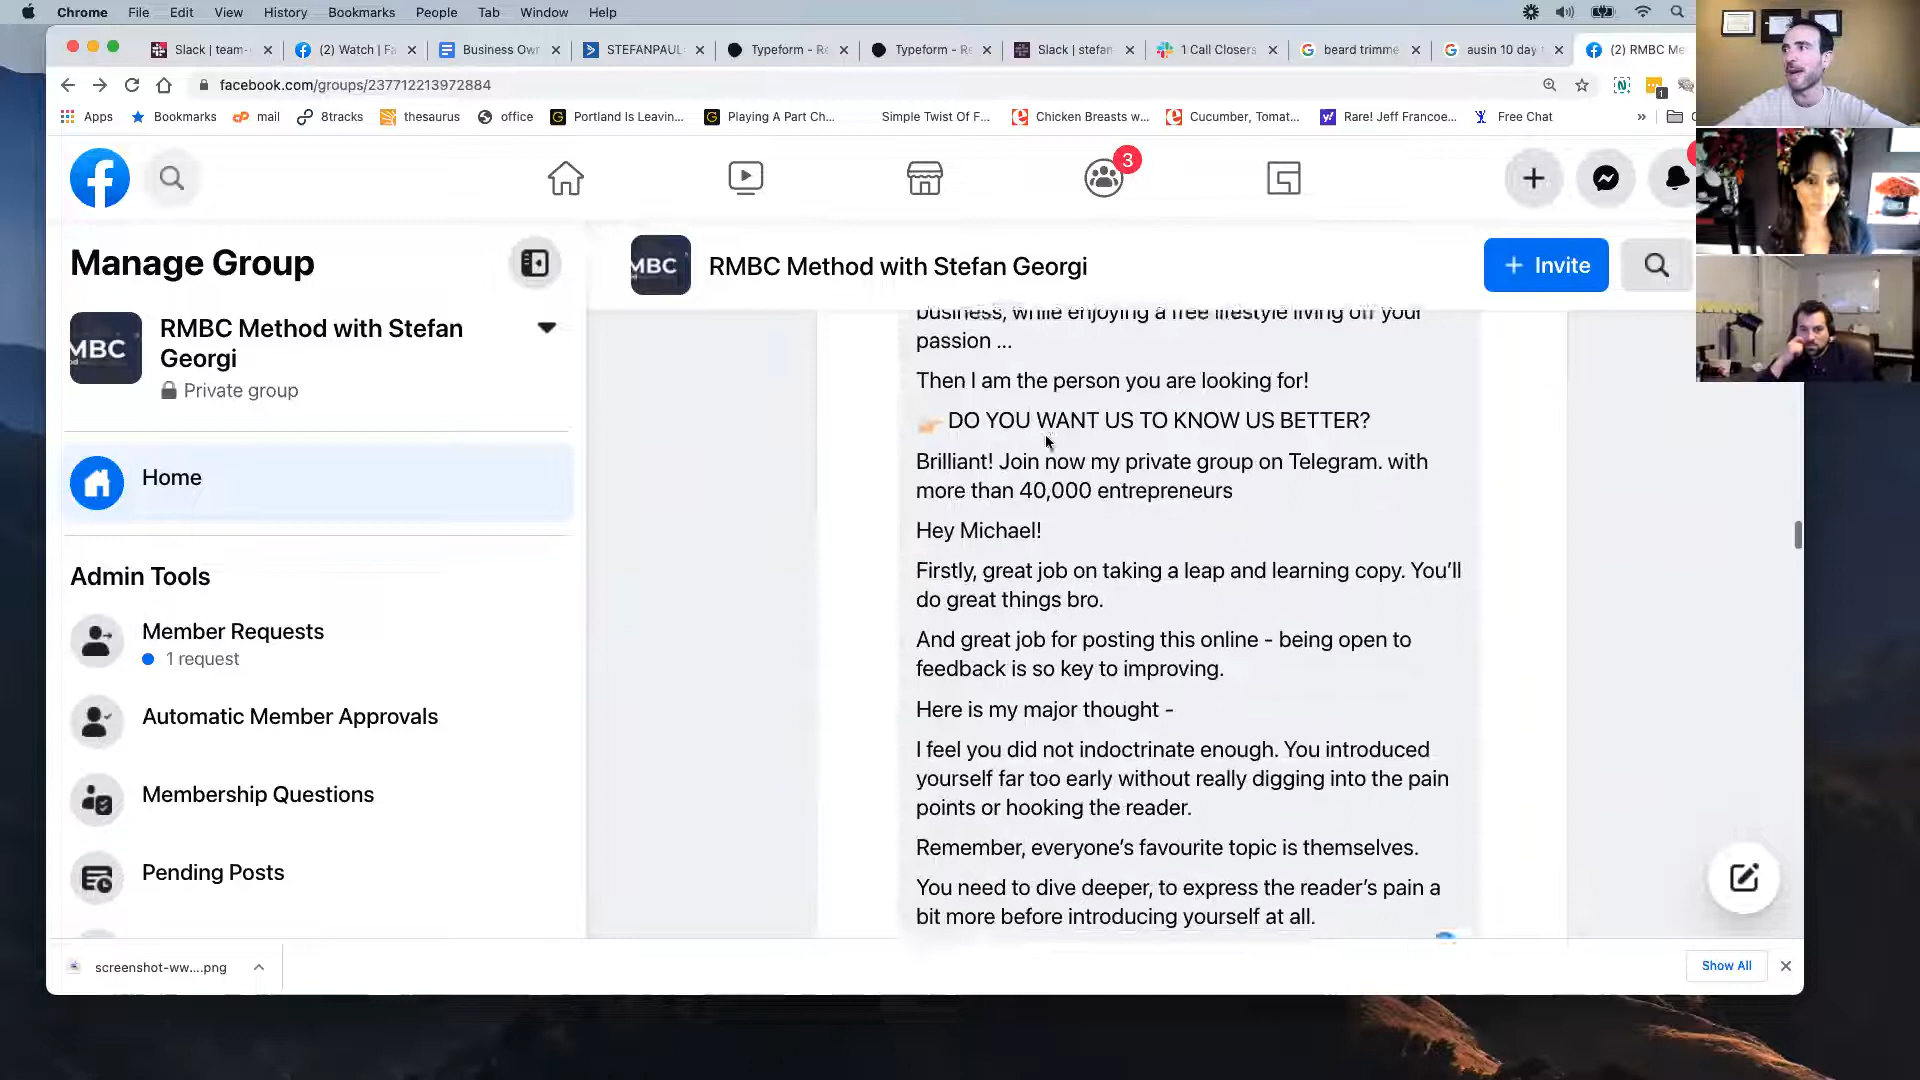 Chrome File Edit View History Bookmarks People Tab Window Help
Slack | team- (2) Watch | Fa Business Own STEFANPAUL Typeform - Re Typeform - Re Slack | stefan 1 Call Closers beard trimme ausin 10 day (2) RMBC Me
facebook.com/groups/237712213972884
1
Apps Bookmarks mail 8tracks thesaurus office Portland Is Leavin... Playing A Part Ch... Simple Twist Of F... Chicken Breasts w... Cucumber, Tomat... Rare! Jeff Francoe... Free Chat »
3
Manage Group
MBC
RMBC Method with Stefan Georgi
+ Invite
MBC
RMBC Method with Stefan
Georgi
Private group
Home
Admin Tools
Member Requests
1 request
Automatic Member Approvals
Membership Questions
Pending Posts
business, while enjoying a free lifestyle living off your
passion ...
Then I am the person you are looking for!
👉 DO YOU WANT US TO KNOW US BETTER?
Brilliant! Join now my private group on Telegram. with
more than 40,000 entrepreneurs
Hey Michael!
Firstly, great job on taking a leap and learning copy. You’ll
do great things bro.
And great job for posting this online - being open to
feedback is so key to improving.
Here is my major thought -
I feel you did not indoctrinate enough. You introduced
yourself far too early without really digging into the pain
points or hooking the reader.
Remember, everyone’s favourite topic is themselves.
You need to dive deeper, to express the reader’s pain a
bit more before introducing yourself at all.
screenshot-ww....png
Show All